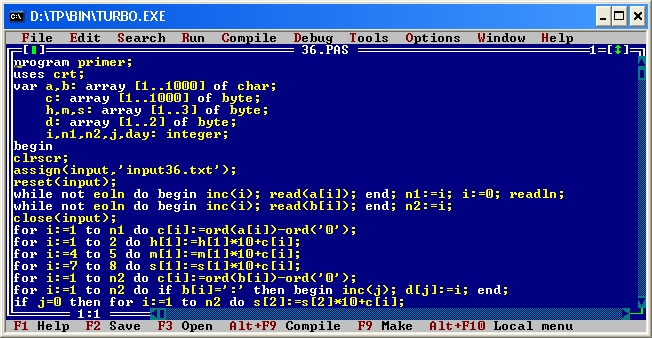 D:\TP\BIN\TURBO.EXE
File Edit Search Run Compile Debug Tools Options Window Help
[■] 36.PAS 1=[↕]
program primer;
uses crt;
var a,b: array [1..1000] of char;
c: array [1..1000] of byte;
h,m,s: array [1..3] of byte;
d: array [1..2] of byte;
i,n1,n2,j,day: integer;
begin
clrscr;
assign(input,'input36.txt');
reset(input);
while not eoln do begin inc(i); read(a[i]); end; n1:=i; i:=0; readln;
while not eoln do begin inc(i); read(b[i]); end; n2:=i;
close(input);
for i:=1 to n1 do c[i]:=ord(a[i])-ord('0');
for i:=1 to 2 do h[1]:=h[1]*10+c[i];
for i:=4 to 5 do m[1]:=m[1]*10+c[i];
for i:=7 to 8 do s[1]:=s[1]*10+c[i];
for i:=1 to n2 do c[i]:=ord(b[i])-ord('0');
for i:=1 to n2 do if b[i]=':' then begin inc(j); d[j]:=i; end;
if j=0 then for i:=1 to n2 do s[2]:=s[2]*10+c[i];
1:1
F1 Help F2 Save F3 Open Alt+F9 Compile F9 Make Alt+F10 Local menu